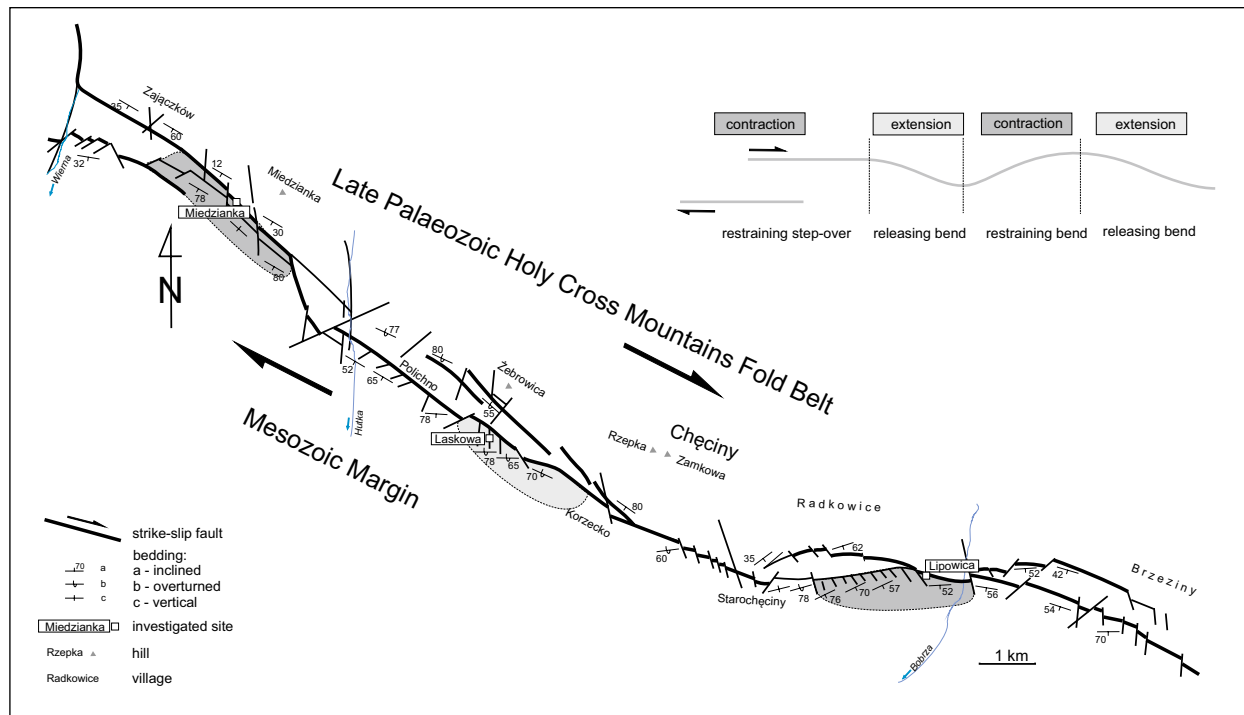 contraction
extension
contraction
extension
restraining step-over
releasing bend
restraining bend
releasing bend
Late Palaeozoic Holy Cross Mountains Fold Belt
Mesozoic Margin
N
Zajączków
35
60
12
32
Wierna
78
Miedzianka
Miedzianka
30
80
77
52
65
Polichno
80
Żebrowica
55
78
Hutka
Laskowa
78
65
70
Korzecko
80
Rzepka
Zamkowa
Chęciny
60
35
Radkowice
62
Lipowica
52
42
Brzeziny
Starochęciny
78
76
70
57
52
56
54
70
Bobrza
1 km
strike-slip fault
bedding:
70 a a - inclined
b b - overturned
c c - vertical
Miedzianka investigated site
Rzepka hill
Radkowice village